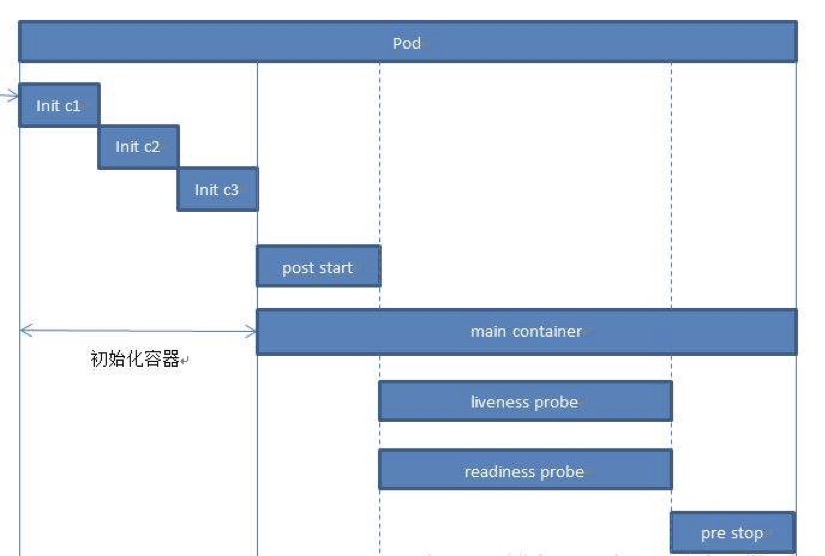 Pod
Init c1
Init c2
Init c3
post start
main container
初始化容器
liveness probe
readiness probe
pre stop